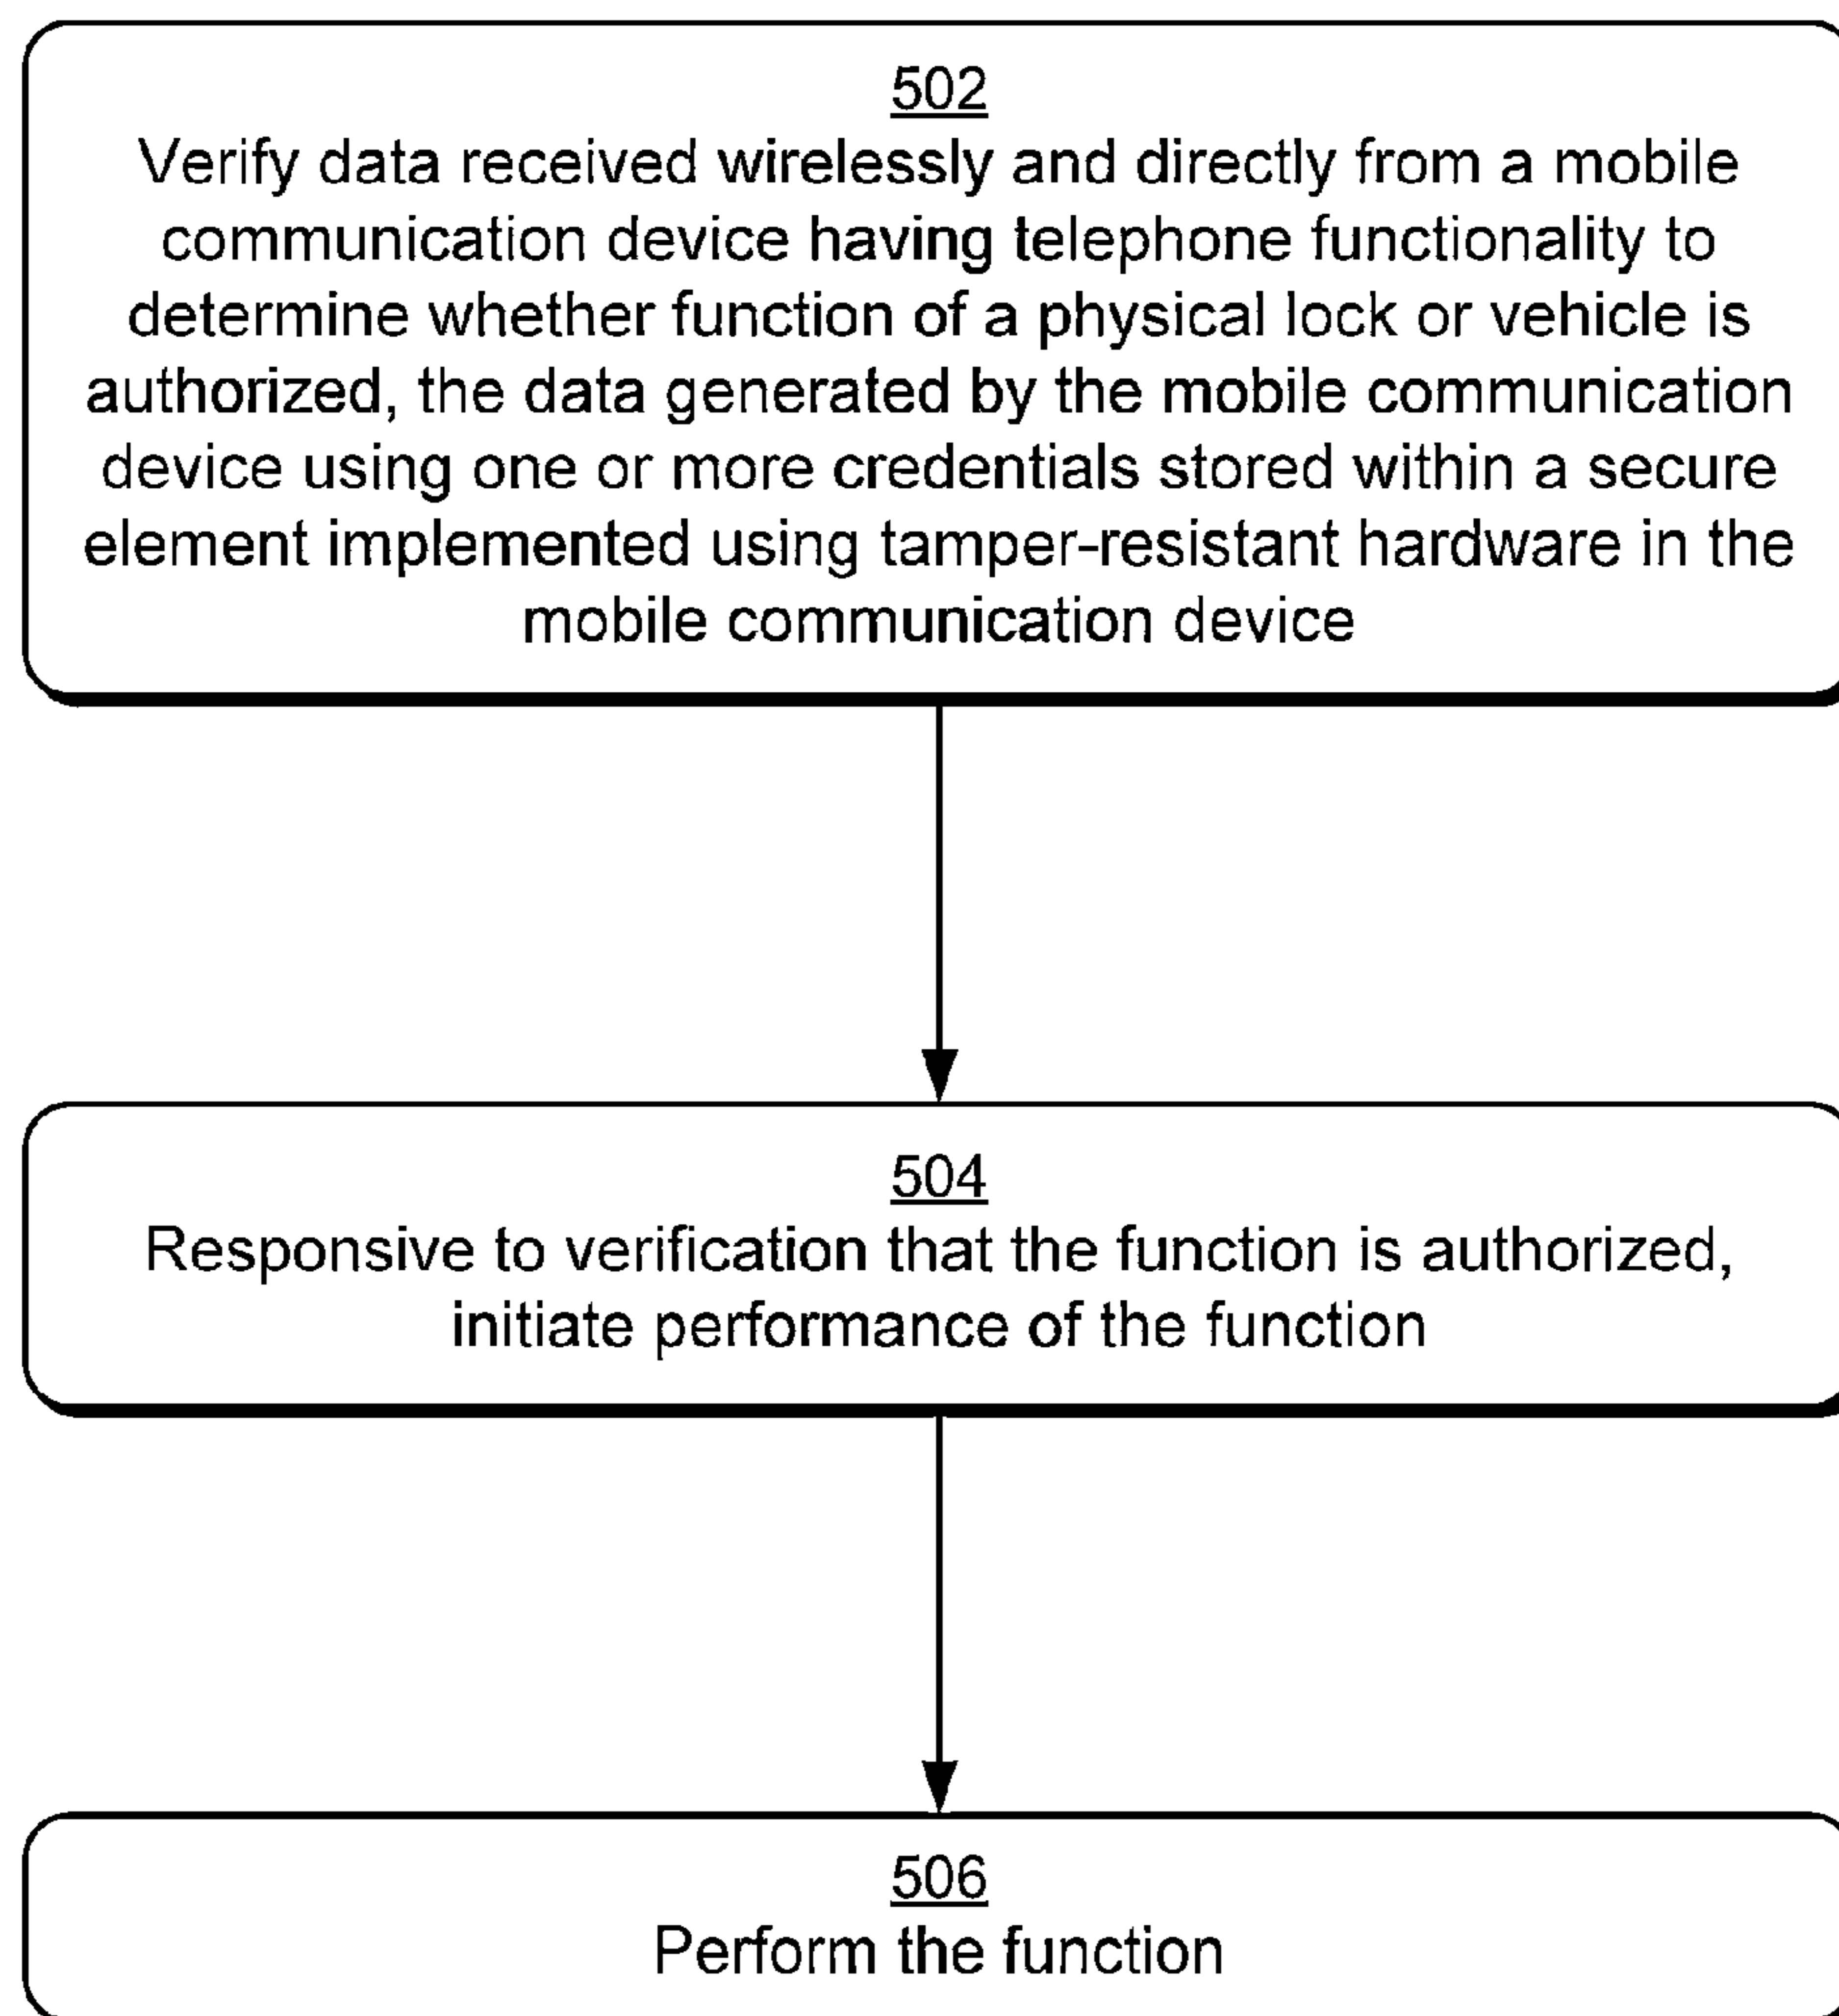 502
Verify data received wirelessly and directly from a mobile
communication device having telephone functionality to
determine whether function of a physical lock or vehicle is
authorized, the data generated by the mobile communication
device using one or more credentials stored within a secure
element implemented using tamper-resistant hardware in the
mobile communication device
504
Responsive to verification that the function is authorized,
initiate performance of the function
506
Perform the function